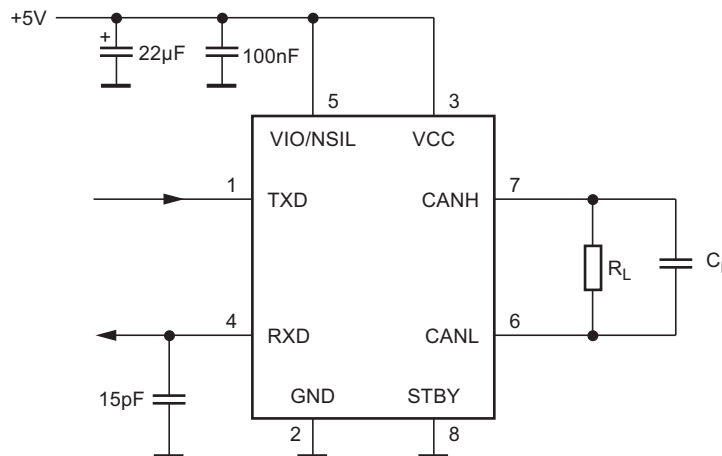 +5V
+
22µF
100nF
5
3
VIO/NSIL
VCC
1
7
TXD
CANH
R_L
4
6
RXD
CANL
15pF
GND
STBY
2
8